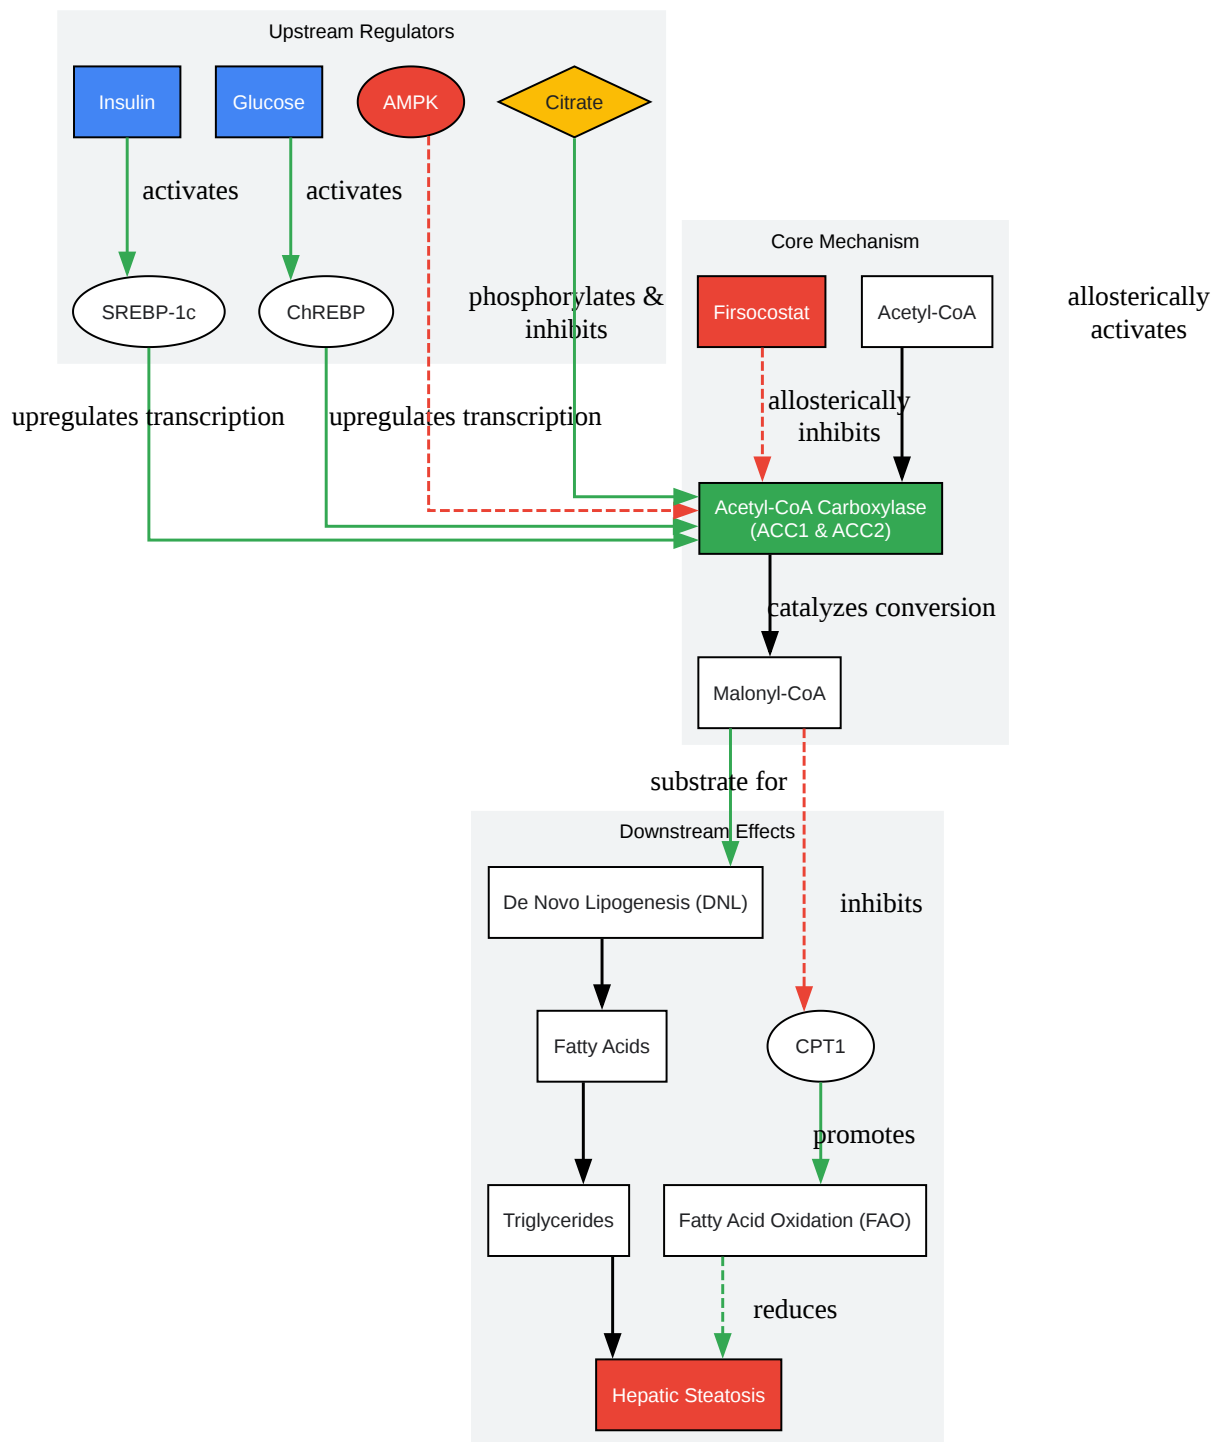 Upstream Regulators
Insulin
Glucose
AMPK
Citrate
activates
activates
Core Mechanism
SREBP-1c
ChREBP
phosphorylates &
inhibits
Firsocostat
Acetyl-CoA
allosterically
activates
upregulates transcription
upregulates transcription
allosterically
inhibits
Acetyl-CoA Carboxylase
(ACC1 & ACC2)
catalyzes conversion
Malonyl-CoA
substrate for
Downstream Effects
De Novo Lipogenesis (DNL)
inhibits
Fatty Acids
CPT1
promotes
Triglycerides
Fatty Acid Oxidation (FAO)
reduces
Hepatic Steatosis